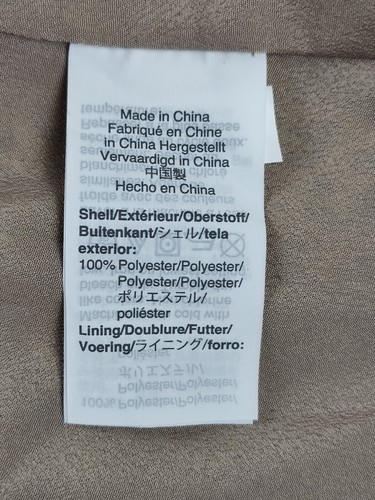 Made in China
Fabriqué en Chine
in China Hergestellt
Vervaardigd in China
中国製
Hecho en China
Shell/Extérieur/Oberstoff/
Buitenkant/シェル/tela
exterior:
100% Polyester/Polyester/
Polyester/Polyester/
ポリエステル/
poliéster
Lining/Doublure/Futter/
Voering/ライニング/forro: